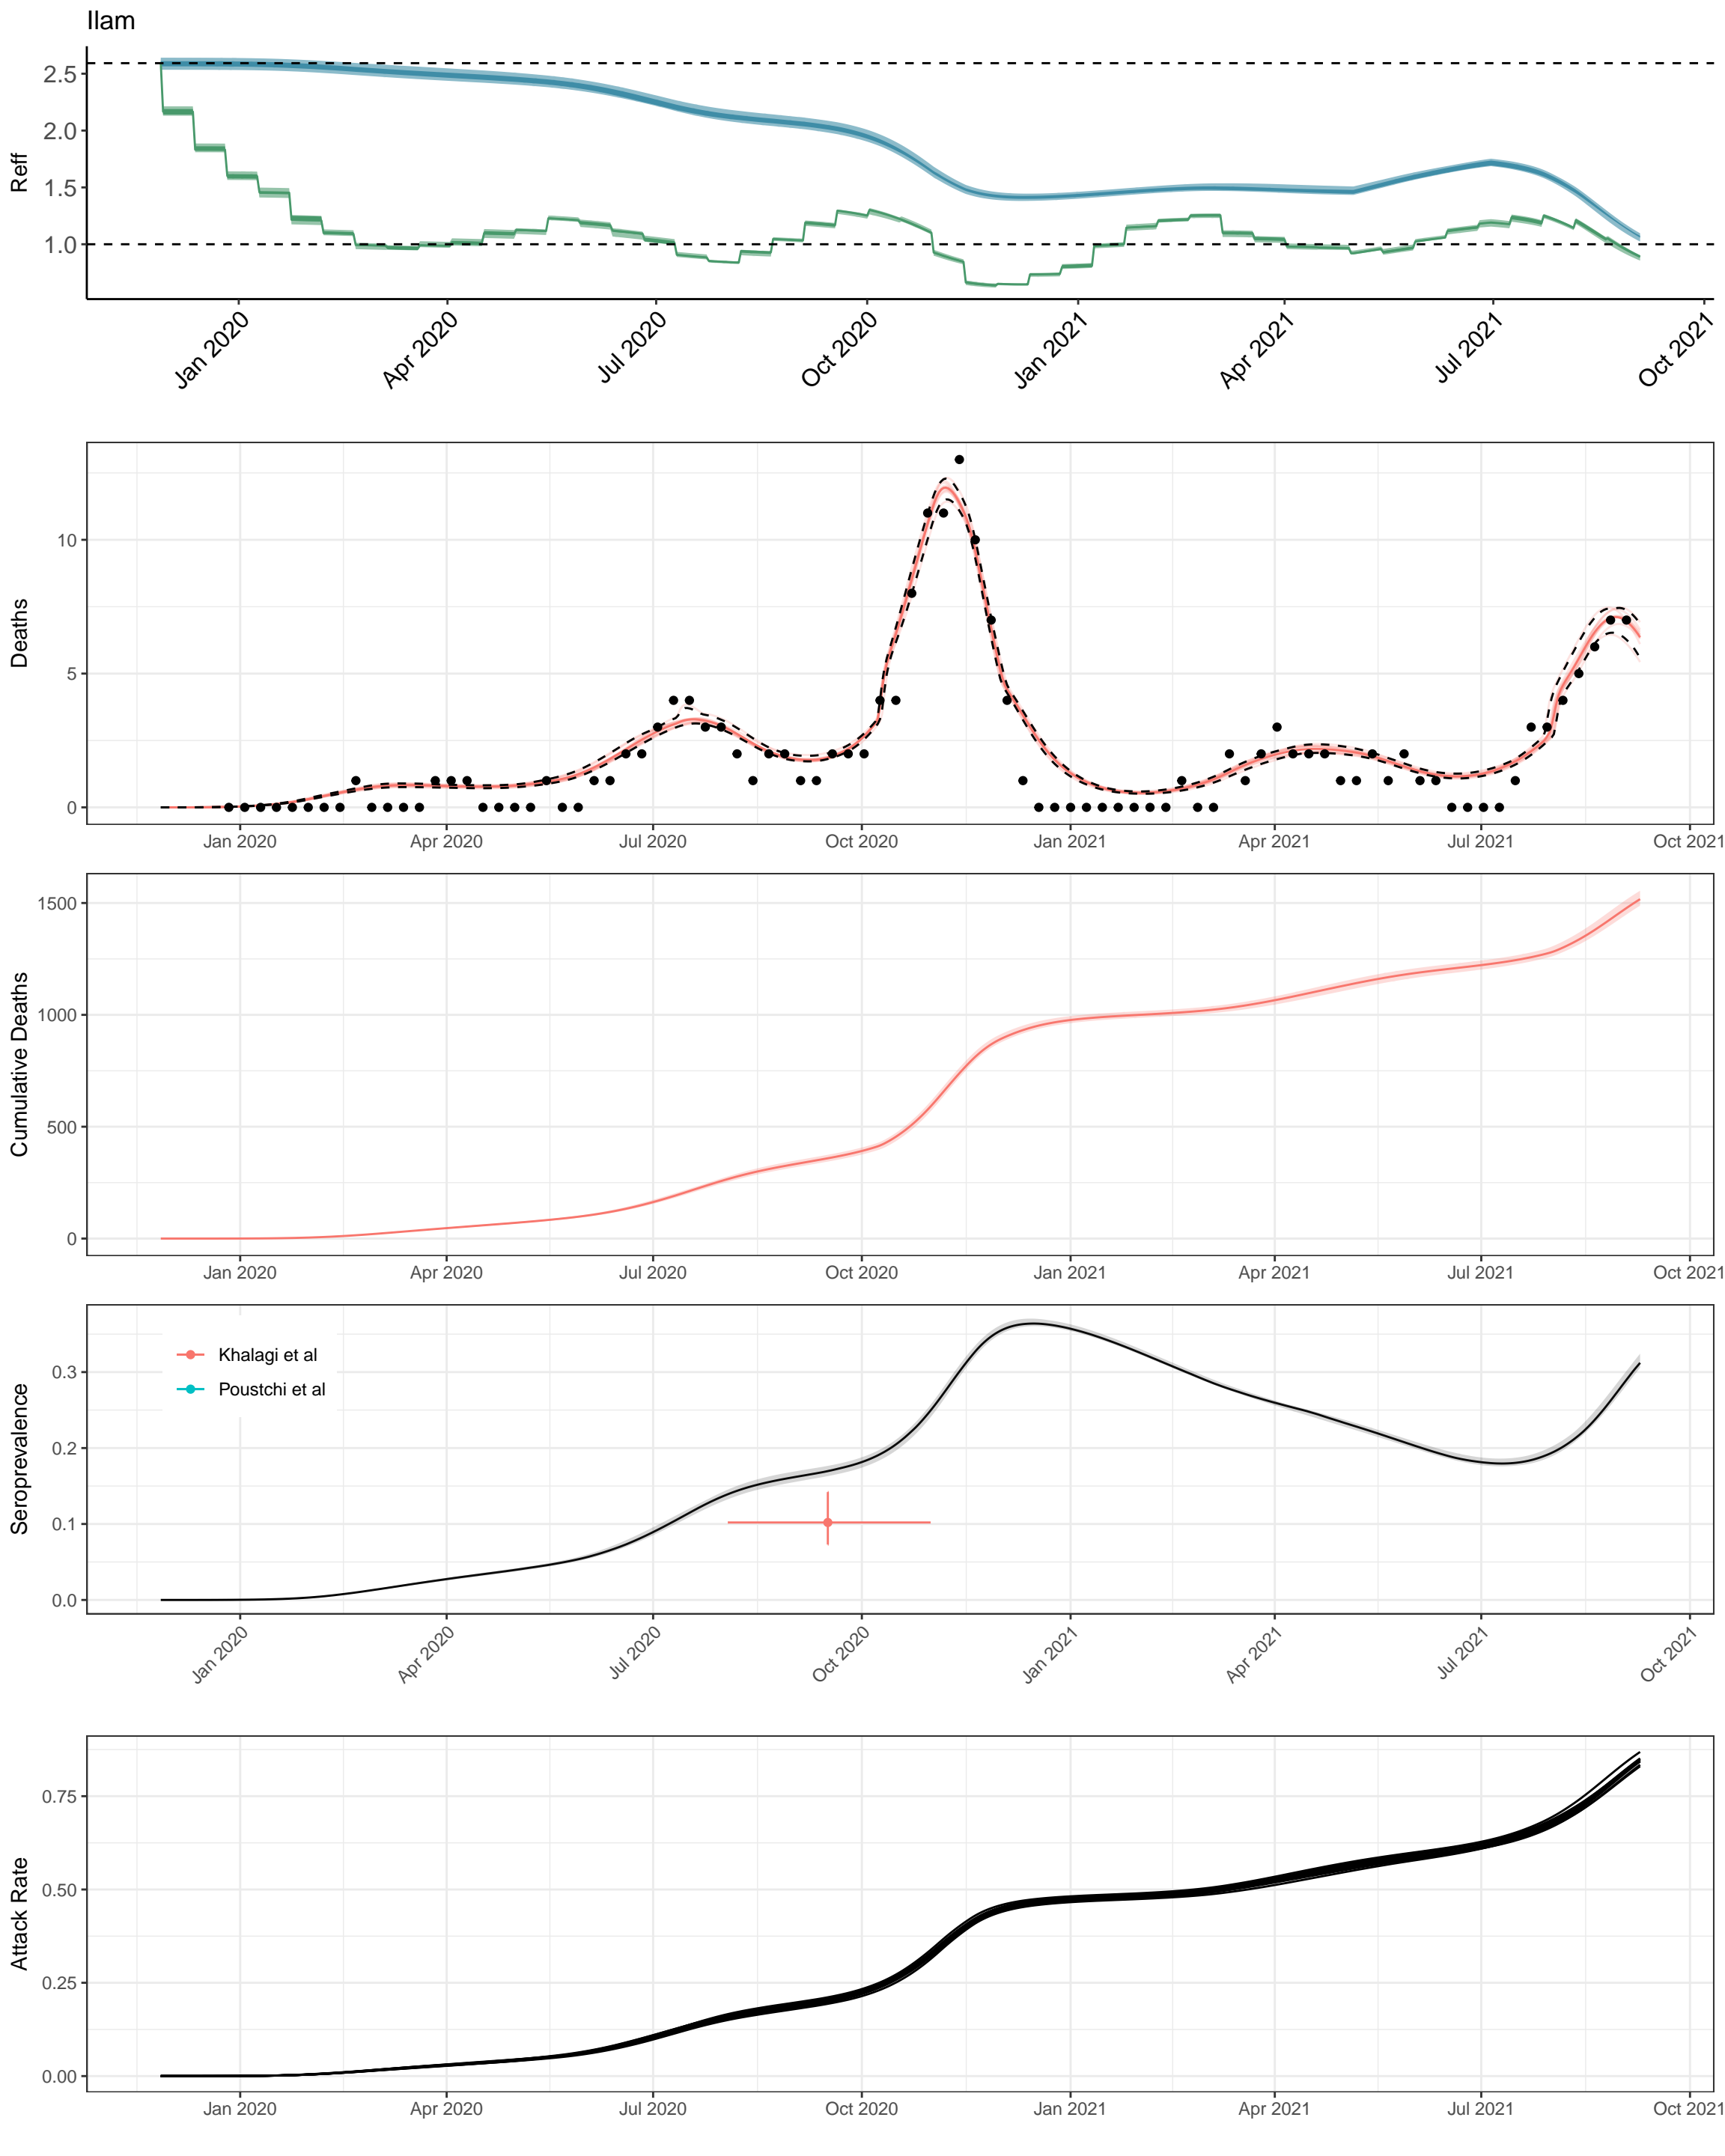 Ilam
Reff
2.5
2.0
1.5
1.0
Jan 2020 Apr 2020 Jul 2020 Oct 2020 Jan 2021 Apr 2021 Jul 2021 Oct 2021
Deaths
10
5
0
Jan 2020 Apr 2020 Jul 2020 Oct 2020 Jan 2021 Apr 2021 Jul 2021 Oct 2021
Cumulative Deaths
1500
1000
500
0
Jan 2020 Apr 2020 Jul 2020 Oct 2020 Jan 2021 Apr 2021 Jul 2021 Oct 2021
Seroprevalence
0.3
0.2
0.1
0.0
Khalagi et al
Poustchi et al
Jan 2020 Apr 2020 Jul 2020 Oct 2020 Jan 2021 Apr 2021 Jul 2021 Oct 2021
Attack Rate
0.75
0.50
0.25
0.00
Jan 2020 Apr 2020 Jul 2020 Oct 2020 Jan 2021 Apr 2021 Jul 2021 Oct 2021